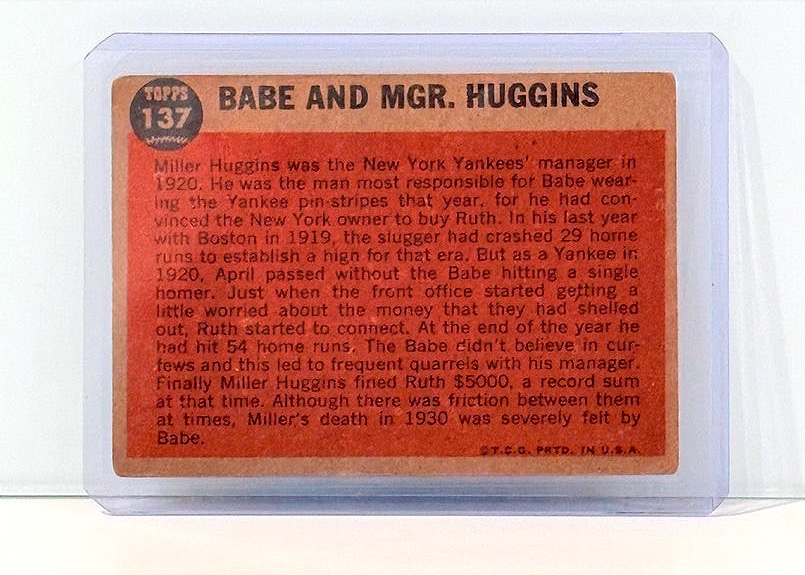 TOPPS
137
BABE AND MGR. HUGGINS
Miller Huggins was the New York Yankees' manager in
1920. He was the man most responsible for Babe wear-
ing the Yankee pin-stripes that year, for he had con-
vinced the New York owner to buy Ruth. In his last year
with Boston in 1919, the slugger had crashed 29 home
runs to establish a high for that era. But as a Yankee in
1920, April passed without the Babe hitting a single
homer. Just when the front office started getting a
little worried about the money that they had shelled
out, Ruth started to connect. At the end of the year he
had hit 54 home runs. The Babe didn't believe in cur-
fews and this led to frequent quarrels with his manager.
Finally Miller Huggins fined Ruth $5000, a record sum
at that time. Although there was friction between them
at times, Miller's death in 1930 was severely felt by
Babe.
©T.C.G. PRTD. IN U.S.A.